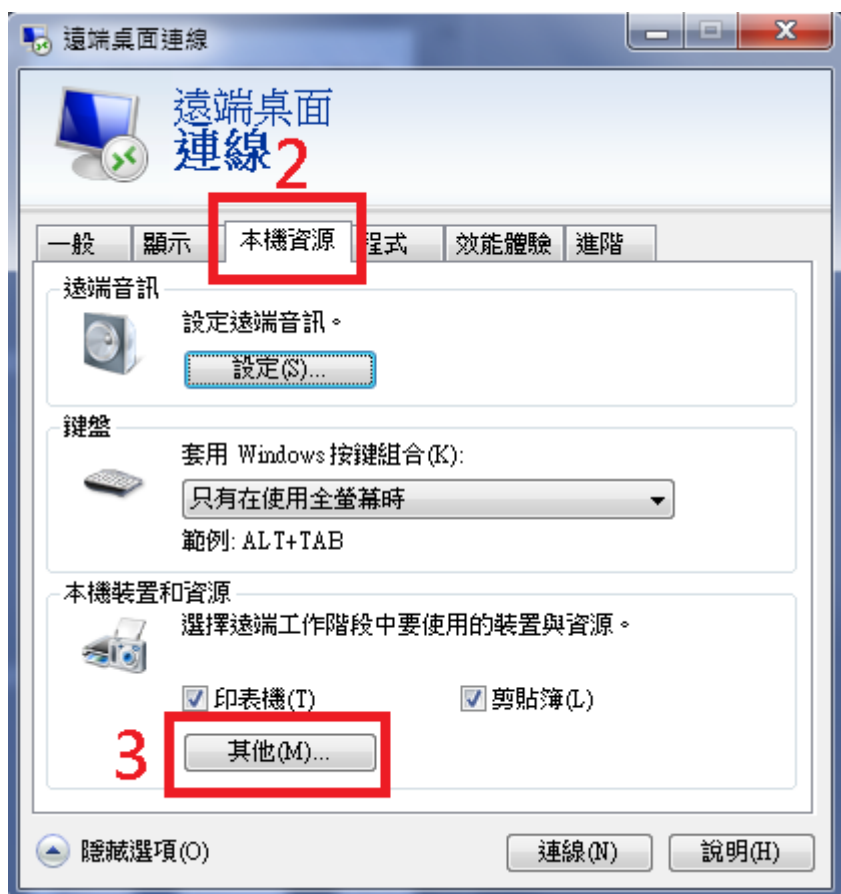 遠端桌面連線
遠端桌面
連線
2
一般 顯示 本機資源 程式 效能體驗 進階
遠端音訊
設定遠端音訊。
設定(S)...
鍵盤
套用 Windows 按鍵組合(K):
只有在使用全螢幕時
範例: ALT+TAB
本機裝置和資源
選擇遠端工作階段中要使用的裝置與資源。
印表機(T) 剪貼簿(L)
3 其他(M)...
隱藏選項(O) 連線(N) 說明(H)